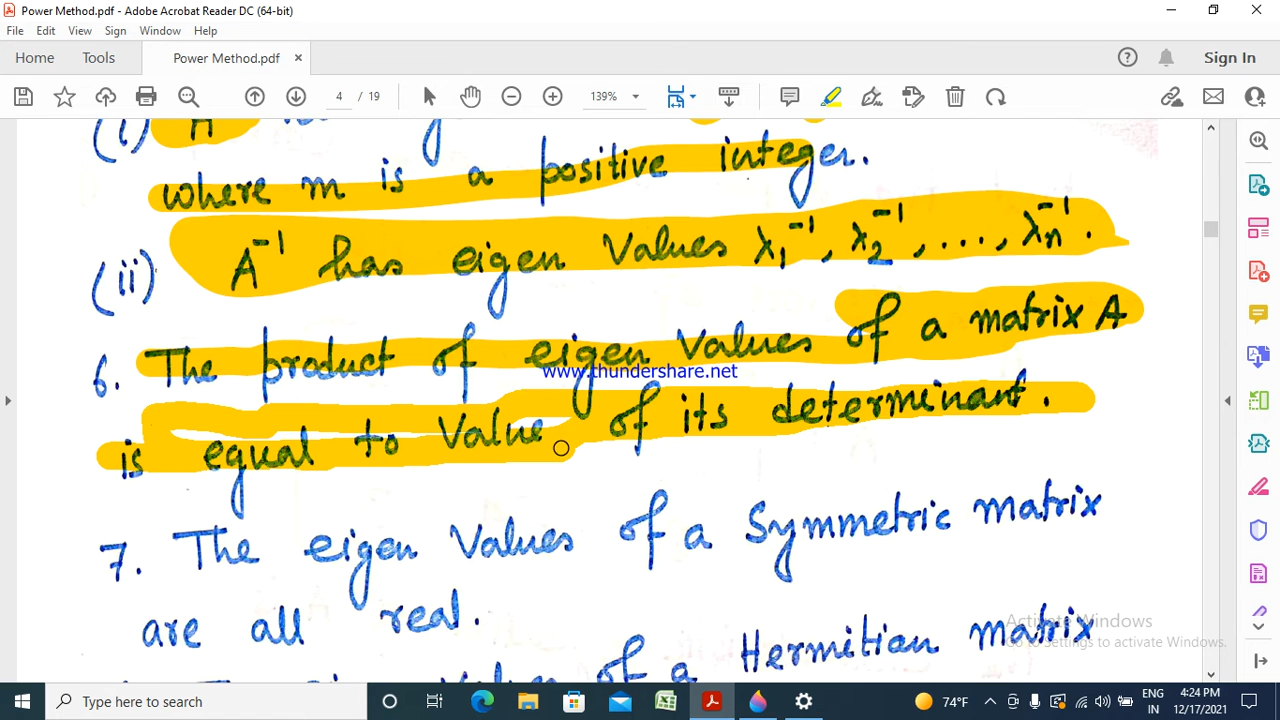 Power Method.pdf - Adobe Acrobat Reader DC (64-bit)
File Edit View Sign Window Help
Home Tools Power Method.pdf × Sign In
4 / 19 139%
(i) A
where m is a positive integer.
(ii) A⁻¹ has eigen values λ₁⁻¹, λ₂⁻¹, ..., λn⁻¹.
6. The product of eigen values of a matrix A
www.thundershare.net
is equal to value of its determinant.
7. The eigen values of a symmetric matrix
are all real.
of a Hermitian matrix
Activate Windows
Go to Settings to activate Windows.
Type here to search
74°F
ENG
IN
4:24 PM
12/17/2021